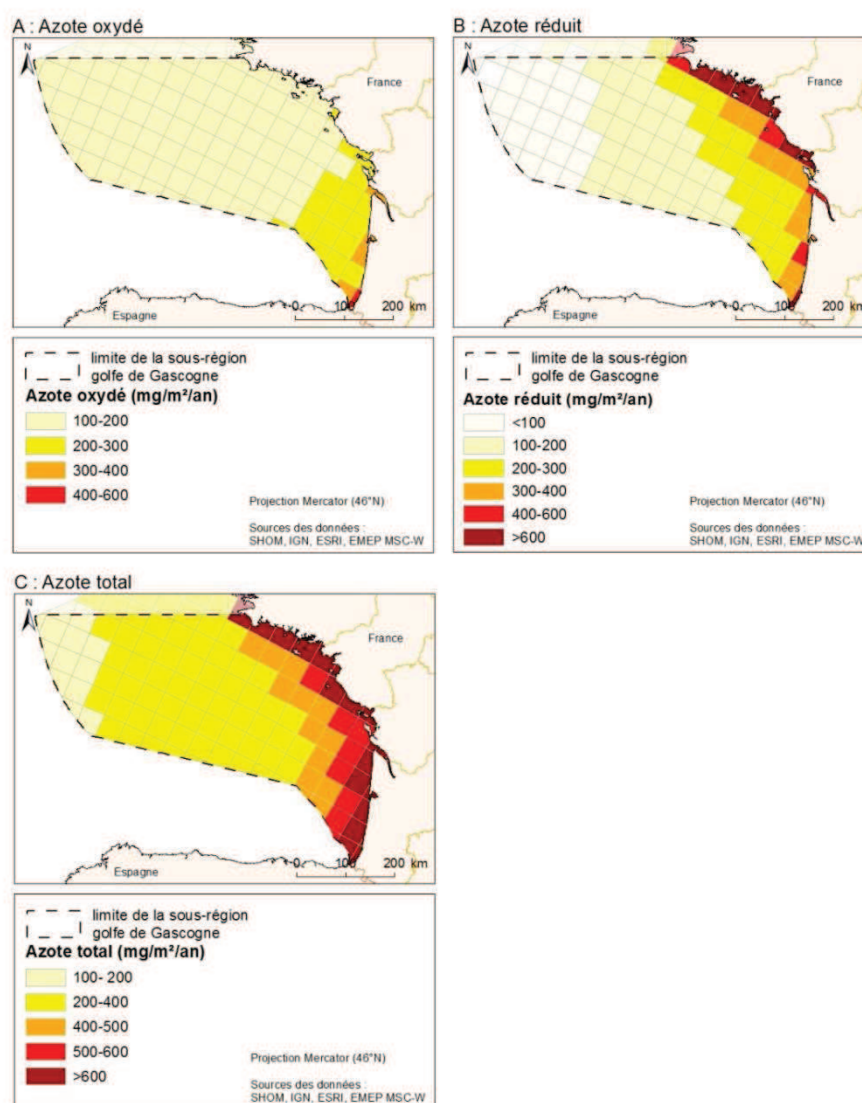 A : Azote oxydé
N
France
Espagne
0 100 200 km
limite de la sous-région
golfe de Gascogne
Azote oxydé (mg/m²/an)
100-200
200-300
300-400
400-600
Projection Mercator (46°N)
Sources des données :
SHOM, IGN, ESRI, EMEP MSC-W
B : Azote réduit
N
France
Espagne
0 100 200 km
limite de la sous-région
golfe de Gascogne
Azote réduit (mg/m²/an)
<100
100-200
200-300
300-400
400-600
>600
Projection Mercator (46°N)
Sources des données :
SHOM, IGN, ESRI, EMEP MSC-W
C : Azote total
N
France
Espagne
0 100 200 km
limite de la sous-région
golfe de Gascogne
Azote total (mg/m²/an)
100- 200
200-400
400-500
500-600
>600
Projection Mercator (46°N)
Sources des données :
SHOM, IGN, ESRI, EMEP MSC-W